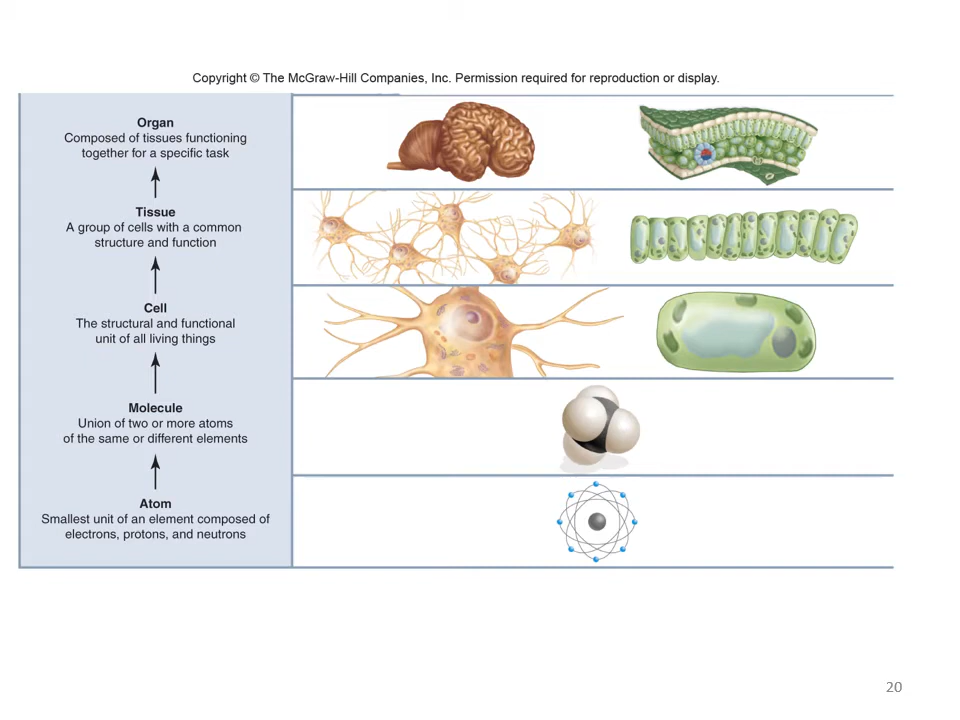 Copyright © The McGraw-Hill Companies, Inc. Permission required for reproduction or display.
Organ
Composed of tissues functioning
together for a specific task
Tissue
A group of cells with a common
structure and function
Cell
The structural and functional
unit of all living things
Molecule
Union of two or more atoms
of the same or different elements
Atom
Smallest unit of an element composed of
electrons, protons, and neutrons
20